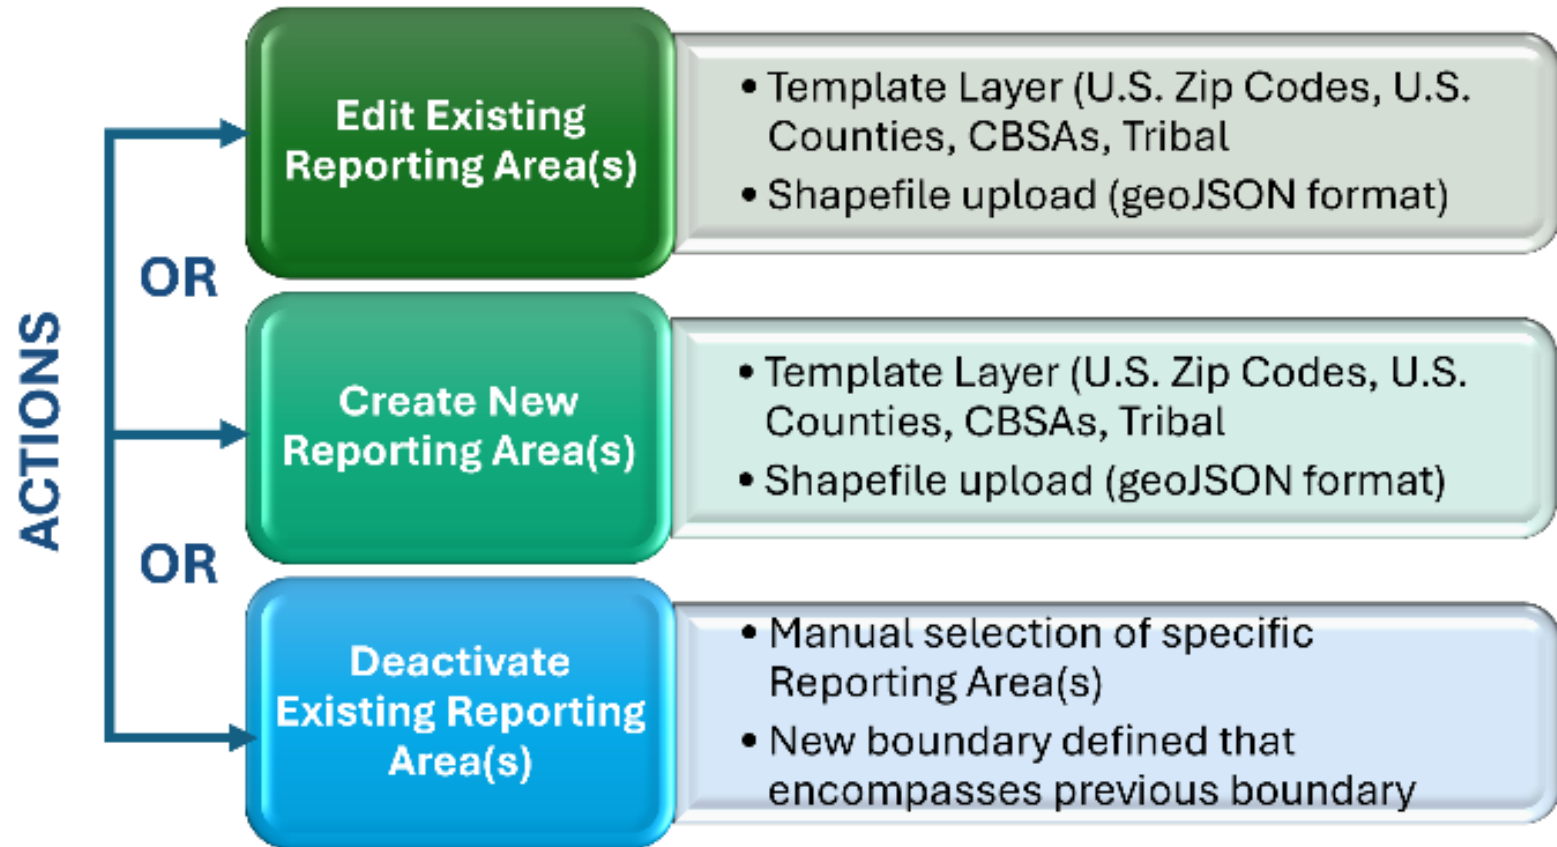 ACTIONS
Edit Existing
Reporting Area(s)
• Template Layer (U.S. Zip Codes, U.S.
Counties, CBSAs, Tribal
• Shapefile upload (geoJSON format)
OR
Create New
Reporting Area(s)
• Template Layer (U.S. Zip Codes, U.S.
Counties, CBSAs, Tribal
• Shapefile upload (geoJSON format)
OR
Deactivate
Existing Reporting
Area(s)
• Manual selection of specific
Reporting Area(s)
• New boundary defined that
encompasses previous boundary